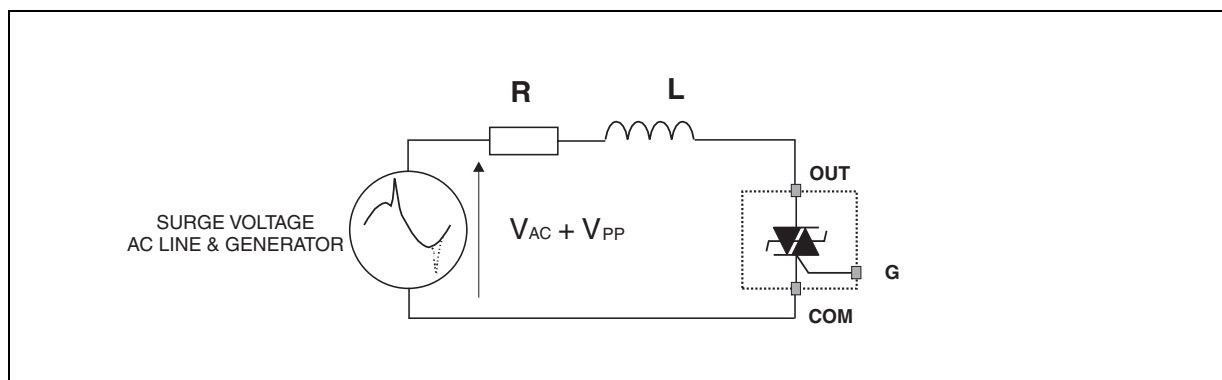 R
L
OUT
SURGE VOLTAGE
AC LINE & GENERATOR
VAC + VPP
G
COM